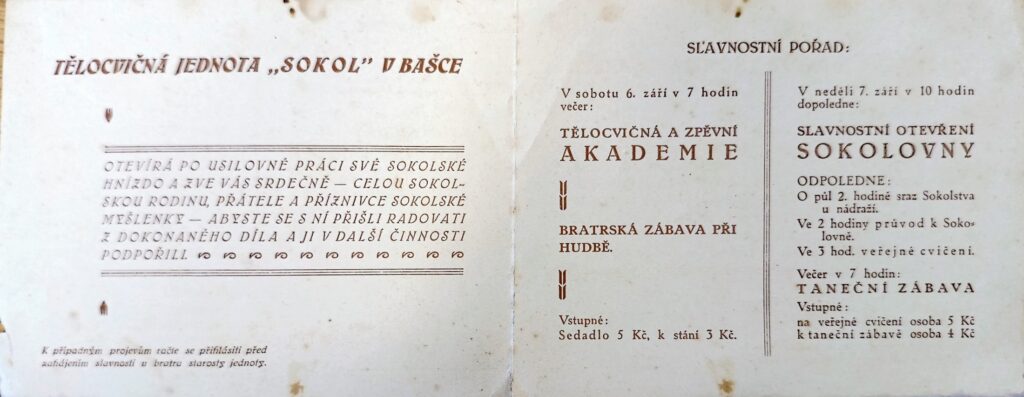 TĚLOCVIČNÁ JEDNOTA „SOKOL” V BAŠCE
OTEVÍRÁ PO USILOVNÉ PRÁCI SVÉ SOKOLSKÉ
HNÍZDO A ZVE VÁS SRDEČNĚ — CELOU SOKOL-
SKOU RODINU, PŘÁTELE A PŘÍZNIVCE SOKOLSKÉ
MYŠLENKY — ABYSTE SE S NÍ PŘIŠLI RADOVATI
Z DOKONANÉHO DÍLA A JI V DALŠÍ ČINNOSTI
PODPOŘILI.
K případným projevům račte se přihlásiti před
zahájením slavnosti u bratra starosty jednoty.
SLAVNOSTNÍ POŘAD:
V sobotu 6. září v 7 hodin
večer:
TĚLOCVIČNÁ A ZPĚVNÍ
AKADEMIE
BRATRSKÁ ZÁBAVA PŘI
HUDBĚ.
Vstupné:
Sedadlo 5 Kč, k stání 3 Kč.
V neděli 7. září v 10 hodin
dopoledne:
SLAVNOSTNÍ OTEVŘENÍ
SOKOLOVNY
ODPOLEDNE:
O půl 2. hodině sraz Sokolstva
u nádraží.
Ve 2 hodiny průvod k Soko-
lovně.
Ve 3 hod. veřejné cvičení.
Večer v 7 hodin:
TANEČNÍ ZÁBAVA
Vstupné:
na veřejné cvičení osoba 5 Kč
k taneční zábavě osoba 4 Kč